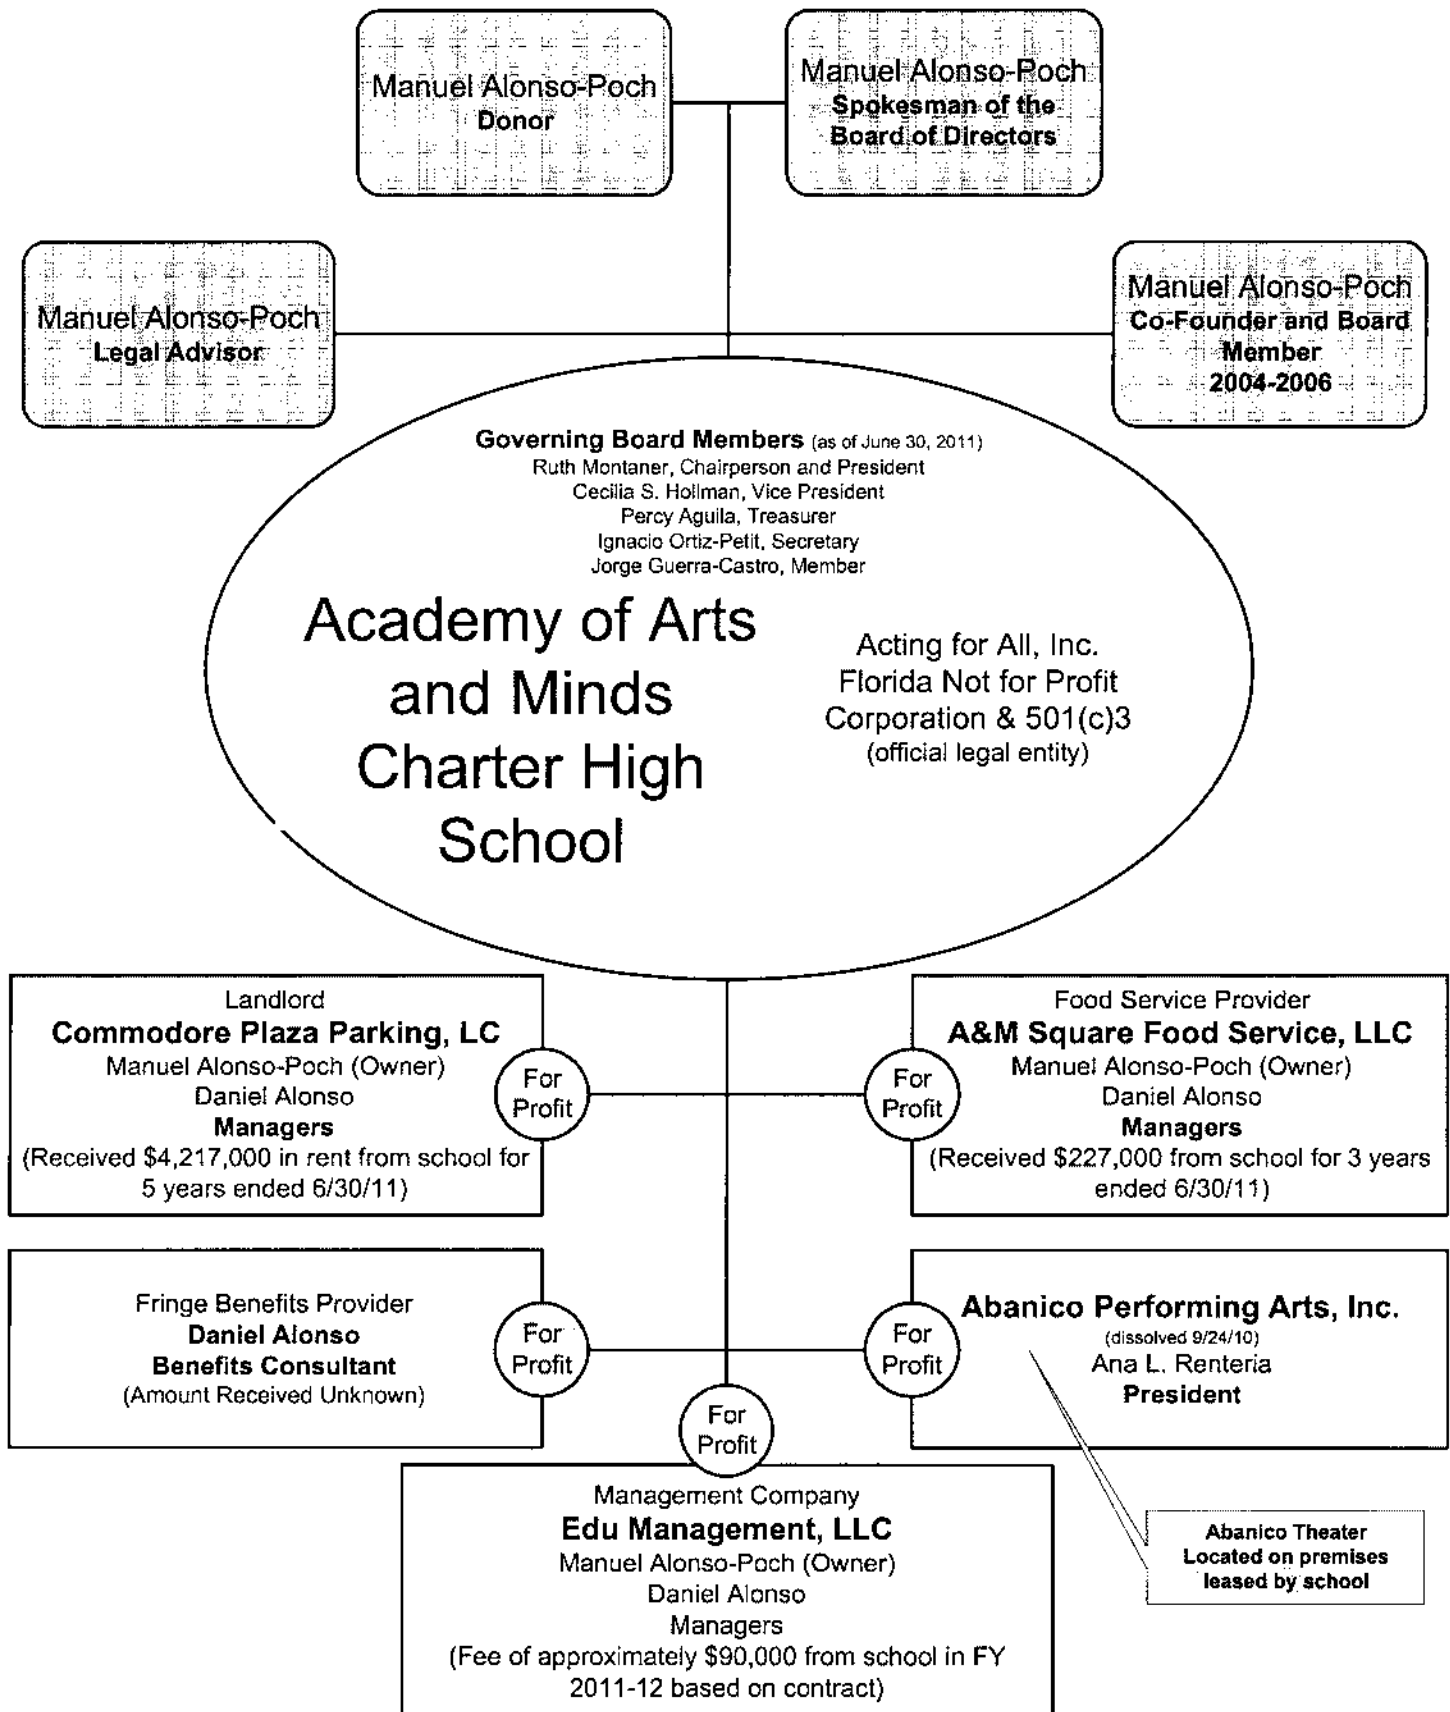 Manuel Alonso-Poch
Donor
Manuel Alonso-Poch
Spokesman of the
Board of Directors
Manuel Alonso-Poch
Legal Advisor
Manuel Alonso-Poch
Co-Founder and Board
Member
2004-2006
Governing Board Members (as of June 30, 2011)
Ruth Montaner, Chairperson and President
Cecilia S. Hollman, Vice President
Percy Aguila, Treasurer
Ignacio Ortiz-Petit, Secretary
Jorge Guerra-Castro, Member
Academy of Arts
and Minds
Charter High
School
Acting for All, Inc.
Florida Not for Profit
Corporation & 501(c)3
(official legal entity)
Landlord
Commodore Plaza Parking, LC
Manuel Alonso-Poch (Owner)
Daniel Alonso
Managers
(Received $4,217,000 in rent from school for
5 years ended 6/30/11)
For
Profit
For
Profit
Food Service Provider
A&M Square Food Service, LLC
Manuel Alonso-Poch (Owner)
Daniel Alonso
Managers
(Received $227,000 from school for 3 years
ended 6/30/11)
Fringe Benefits Provider
Daniel Alonso
Benefits Consultant
(Amount Received Unknown)
For
Profit
For
Profit
Abanico Performing Arts, Inc.
(dissolved 9/24/10)
Ana L. Renteria
President
For
Profit
Management Company
Edu Management, LLC
Manuel Alonso-Poch (Owner)
Daniel Alonso
Managers
(Fee of approximately $90,000 from school in FY
2011-12 based on contract)
Abanico Theater
Located on premises
leased by school